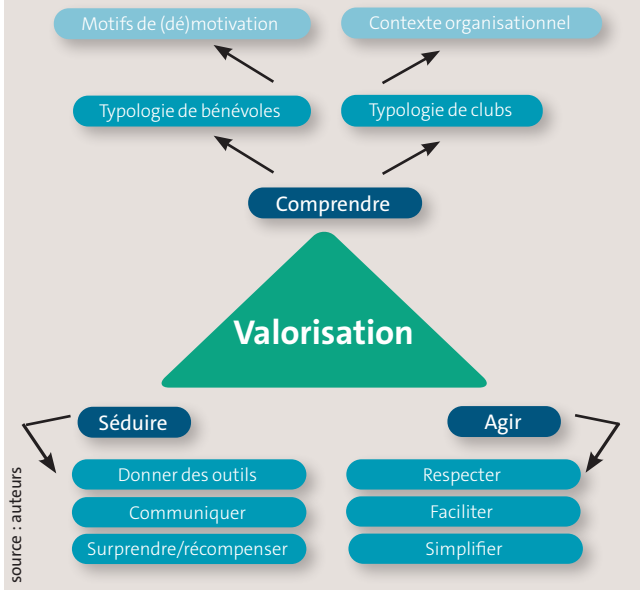 Motifs de (dé)motivation
Contexte organisationnel
Typologie de bénévoles
Typologie de clubs
Comprendre
Valorisation
Séduire
Agir
Donner des outils
Respecter
Communiquer
Faciliter
Surprendre/récompenser
Simplifier
source : auteurs